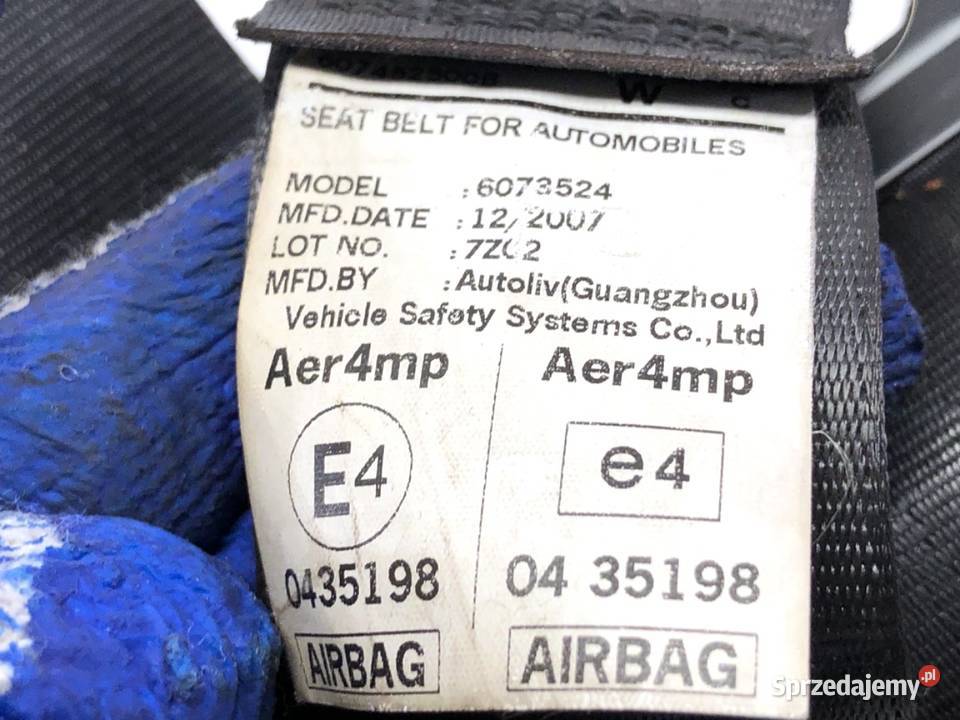 W C
SEAT BELT FOR AUTOMOBILES
MODEL : 6073524
MFD.DATE : 12/2007
LOT NO. : 7Z02
MFD.BY : Autoliv(Guangzhou)
Vehicle Safety Systems Co.,Ltd
Aer4mp Aer4mp
E4 e4
0435198 04 35198
AIRBAG AIRBAG
Sprzedajemy.pl